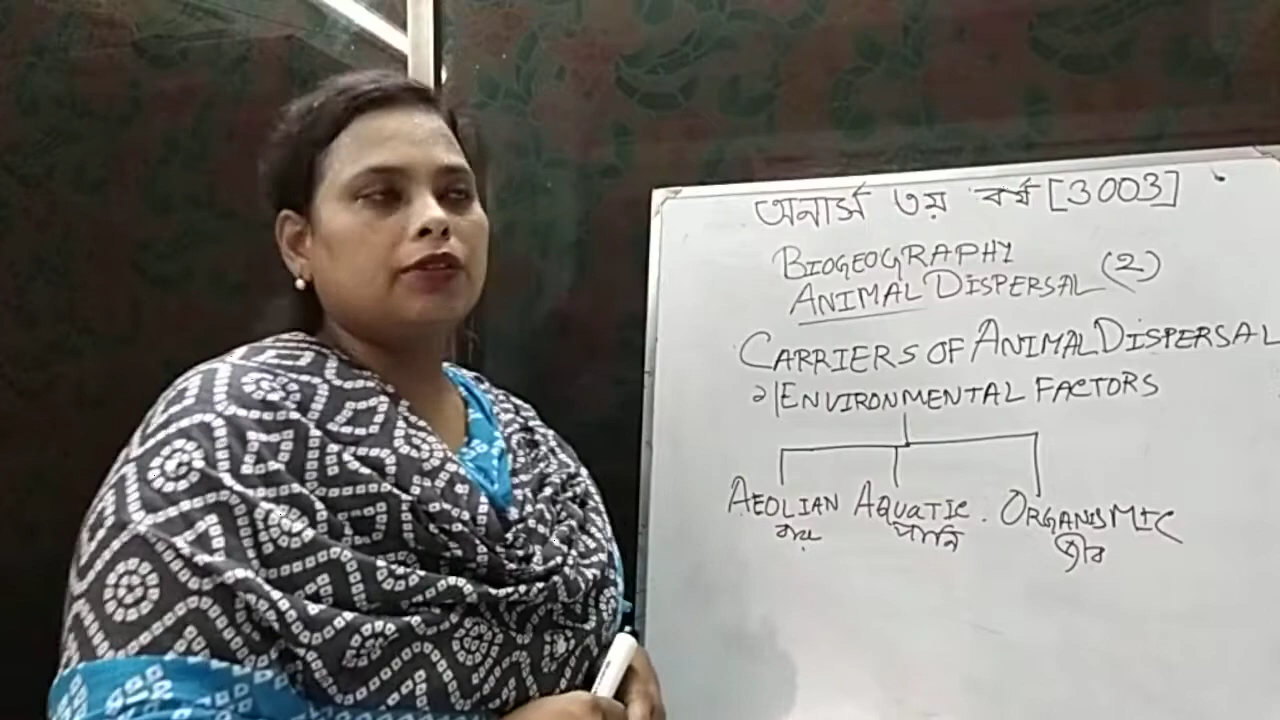 অনার্স ৩য় বর্ষ [3003]
BIOGEOGRAPHY
ANIMAL DISPERSAL (2)
CARRIERS OF ANIMAL DISPERSAL
২| ENVIRONMENTAL FACTORS
AEOLIAN AQUATIC. ORGANISMIC
বায়ু পানি জীব